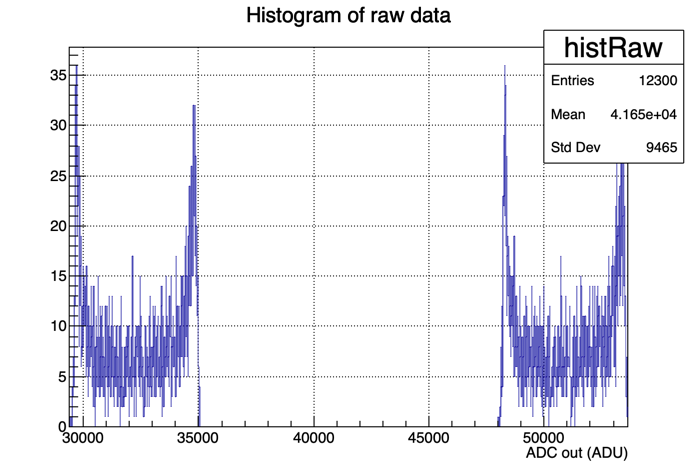 Histogram of raw data
histRaw
Entries 12300
Mean 4.165e+04
Std Dev 9465
35
30
25
20
15
10
5
0
30000 35000 40000 45000 50000
ADC out (ADU)